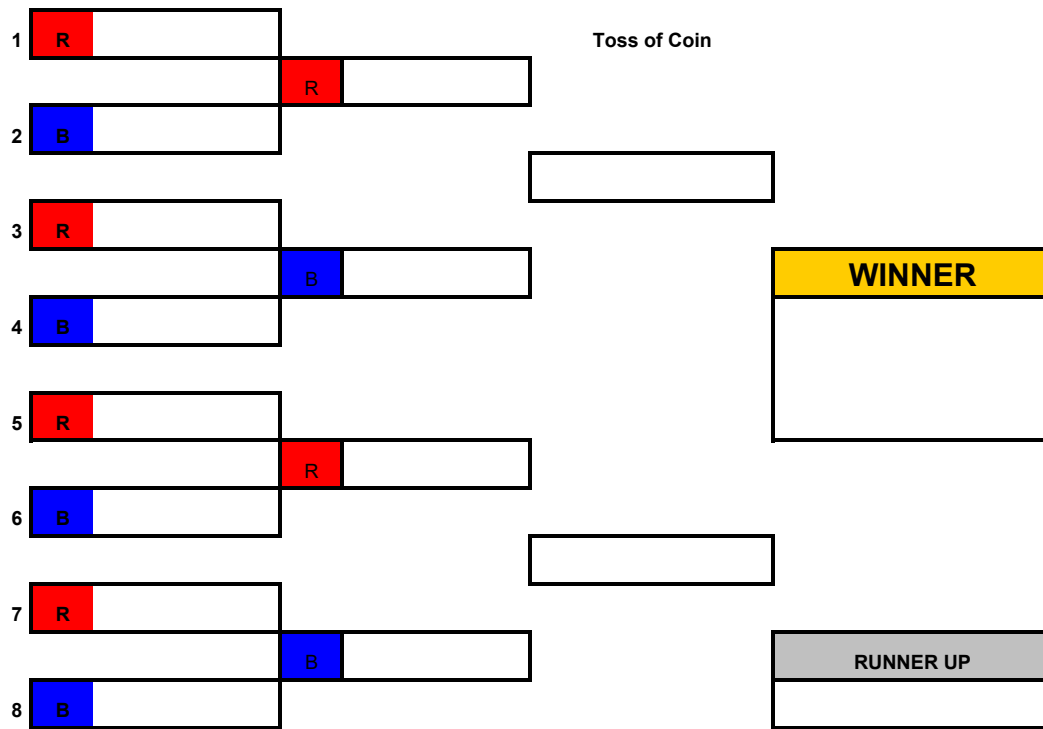 1 R Toss of Coin
R
2 B
3 R
B WINNER
4 B
5 R
R
6 B
7 R
B RUNNER UP
8 B